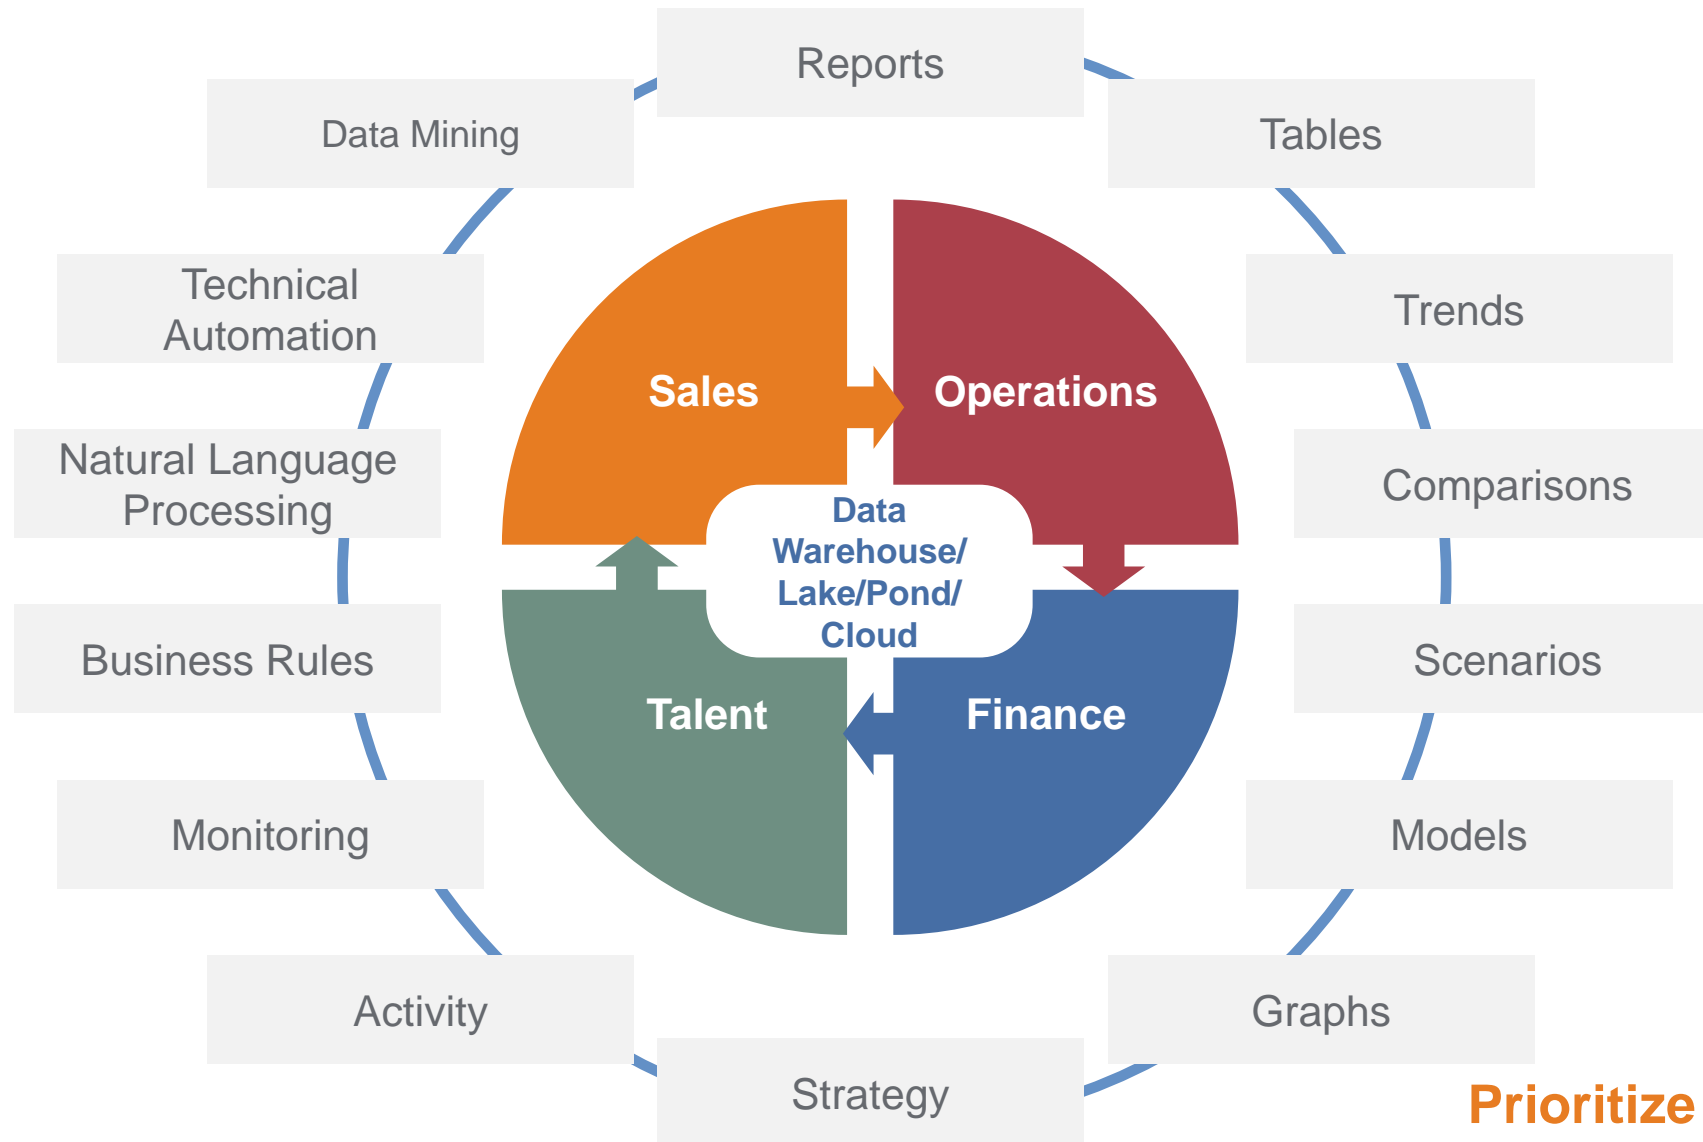 Reports
Data Mining
Tables
Technical
Automation
Trends
Sales
Operations
Natural Language
Processing
Comparisons
Data
Warehouse/
Lake/Pond/
Cloud
Business Rules
Scenarios
Talent
Finance
Monitoring
Models
Activity
Graphs
Strategy
Prioritize